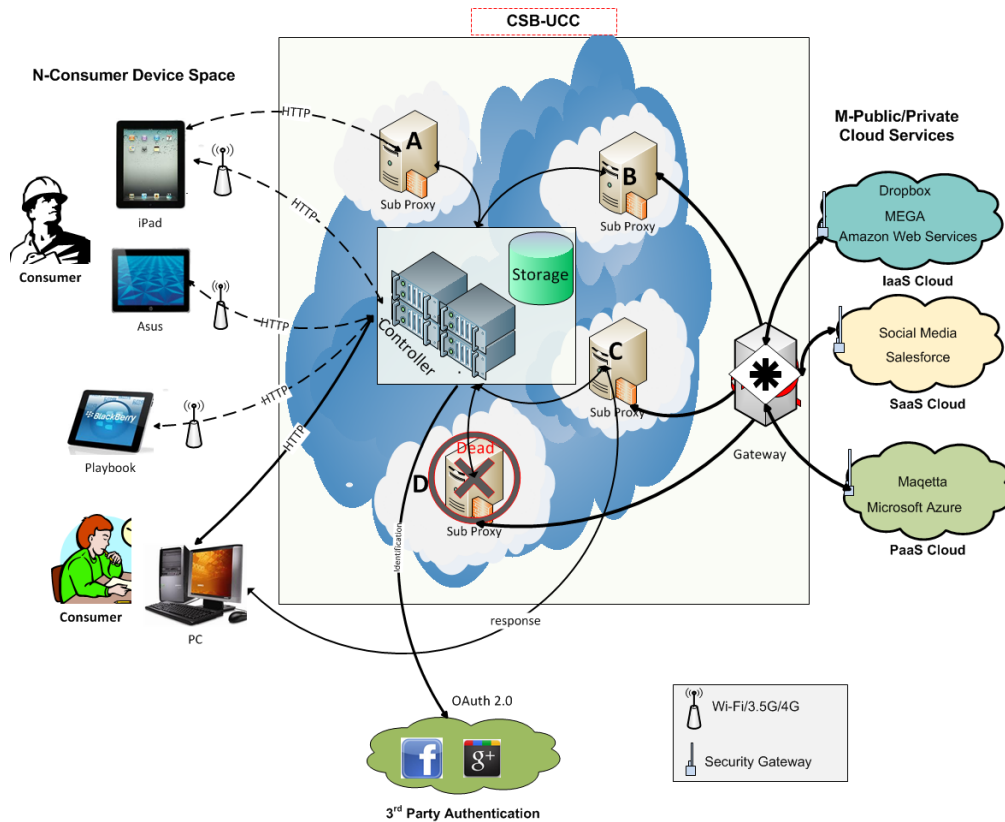 CSB-UCC
N-Consumer Device Space
M-Public/Private
Cloud Services
HTTP
A
Sub Proxy
B
Sub Proxy
iPad
Consumer
HTTP
Storage
Controller
Dropbox
MEGA
Amazon Web Services
IaaS Cloud
Asus
HTTP
C
Sub Proxy
Social Media
Salesforce
SaaS Cloud
HTTP
BlackBerry
Playbook
HTTP
Dead
D
Sub Proxy
Gateway
Maqetta
Microsoft Azure
PaaS Cloud
Identification
Consumer
PC
response
OAuth 2.0
f
g+
3rd Party Authentication
Wi-Fi/3.5G/4G
Security Gateway